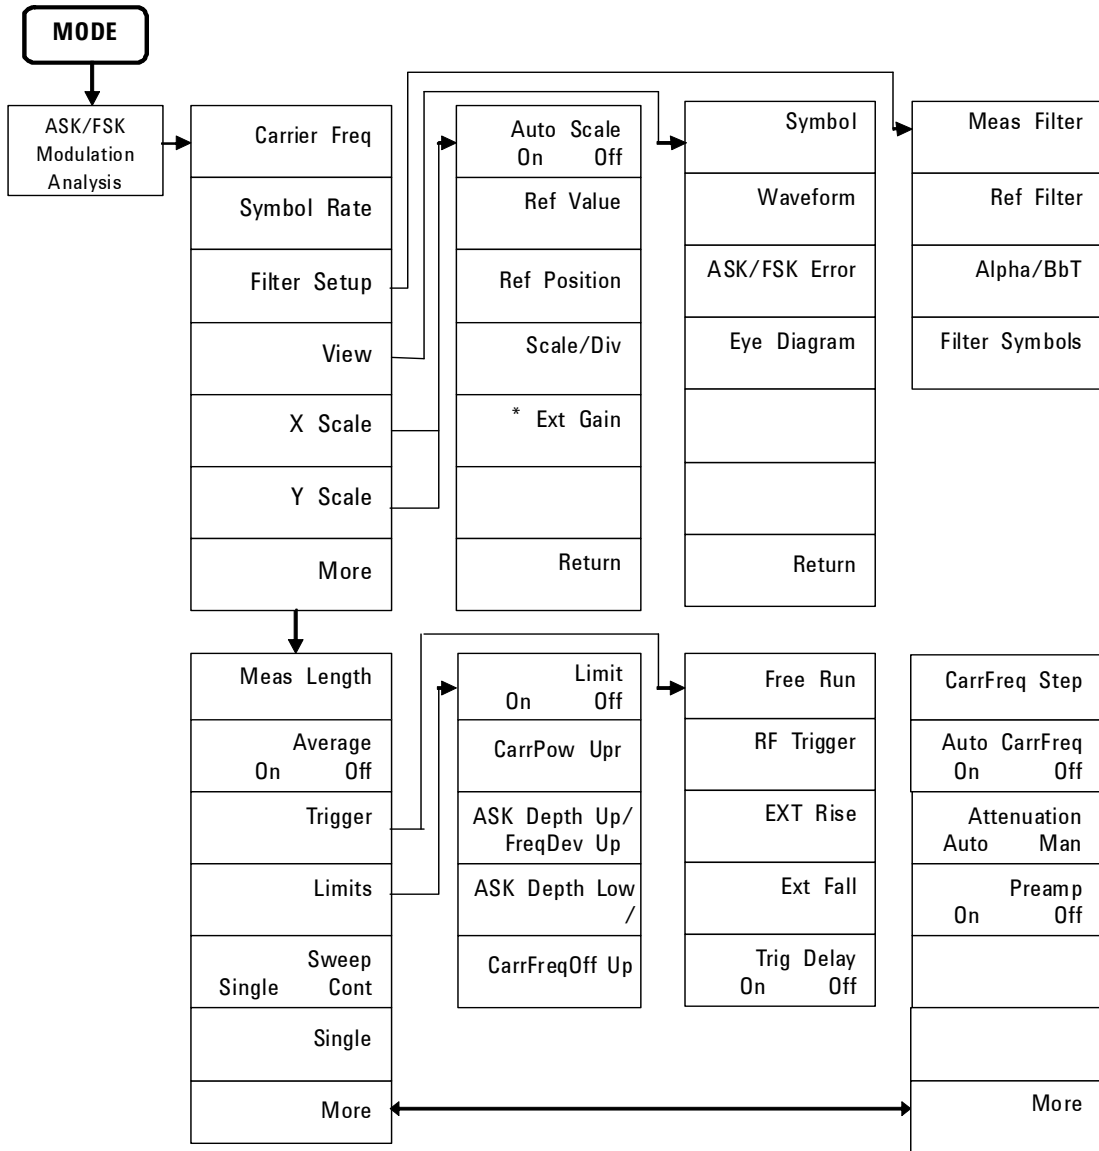 MODE
ASK/FSK
Modulation
Analysis
Carrier Freq
Symbol Rate
Filter Setup
View
X Scale
Y Scale
More
Auto Scale
On Off
Ref Value
Ref Position
Scale/Div
* Ext Gain
Return
Symbol
Waveform
ASK/FSK Error
Eye Diagram
Return
Meas Filter
Ref Filter
Alpha/BbT
Filter Symbols
Meas Length
Average
On Off
Trigger
Limits
Sweep
Single Cont
Single
More
Limit
On Off
CarrPow Upr
ASK Depth Up/
FreqDev Up
ASK Depth Low
/
CarrFreqOff Up
Free Run
RF Trigger
EXT Rise
Ext Fall
Trig Delay
On Off
CarrFreq Step
Auto CarrFreq
On Off
Attenuation
Auto Man
Preamp
On Off
More